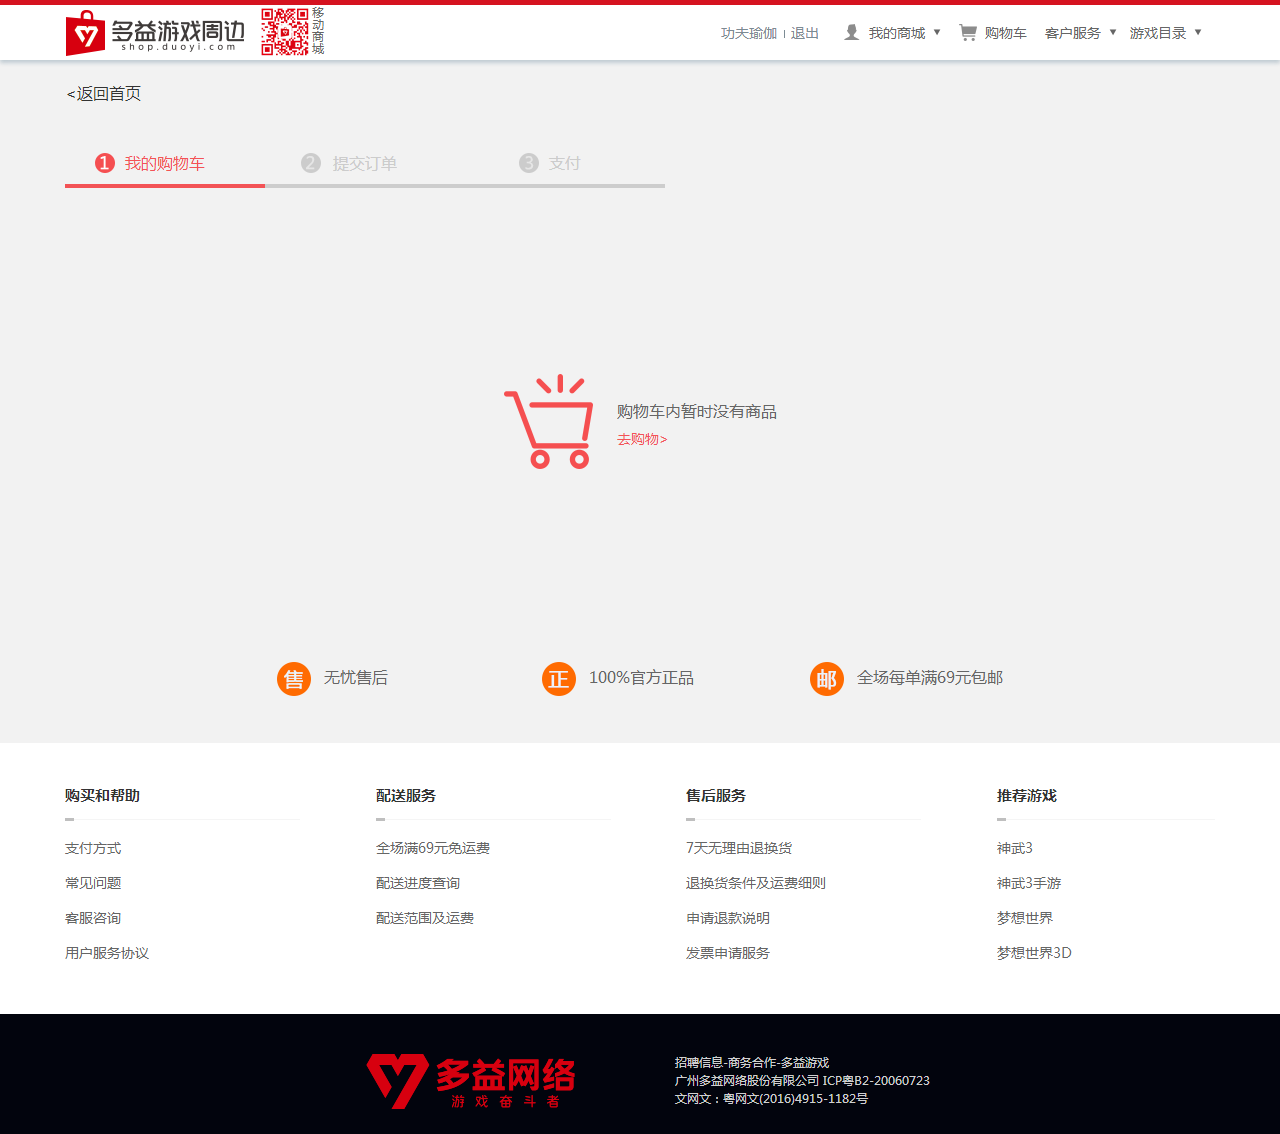 多益游戏周边
shop.duoyi.com
移动商城
功夫瑜伽 | 退出 我的商城 ▼ 购物车 客户服务 ▼ 游戏目录 ▼
<返回首页
1 我的购物车 2 提交订单 3 支付
购物车内暂时没有商品
去购物>
售 无忧售后 正 100%官方正品 邮 全场每单满69元包邮
购买和帮助 配送服务 售后服务 推荐游戏
支付方式 全场满69元免运费 7天无理由退换货 神武3
常见问题 配送进度查询 退换货条件及运费细则 神武3手游
客服咨询 配送范围及运费 申请退款说明 梦想世界
用户服务协议 发票申请服务 梦想世界3D
多益网络
游戏奋斗者
招聘信息-商务合作-多益游戏
广州多益网络股份有限公司 ICP粤B2-20060723
文网文：粤网文(2016)4915-1182号